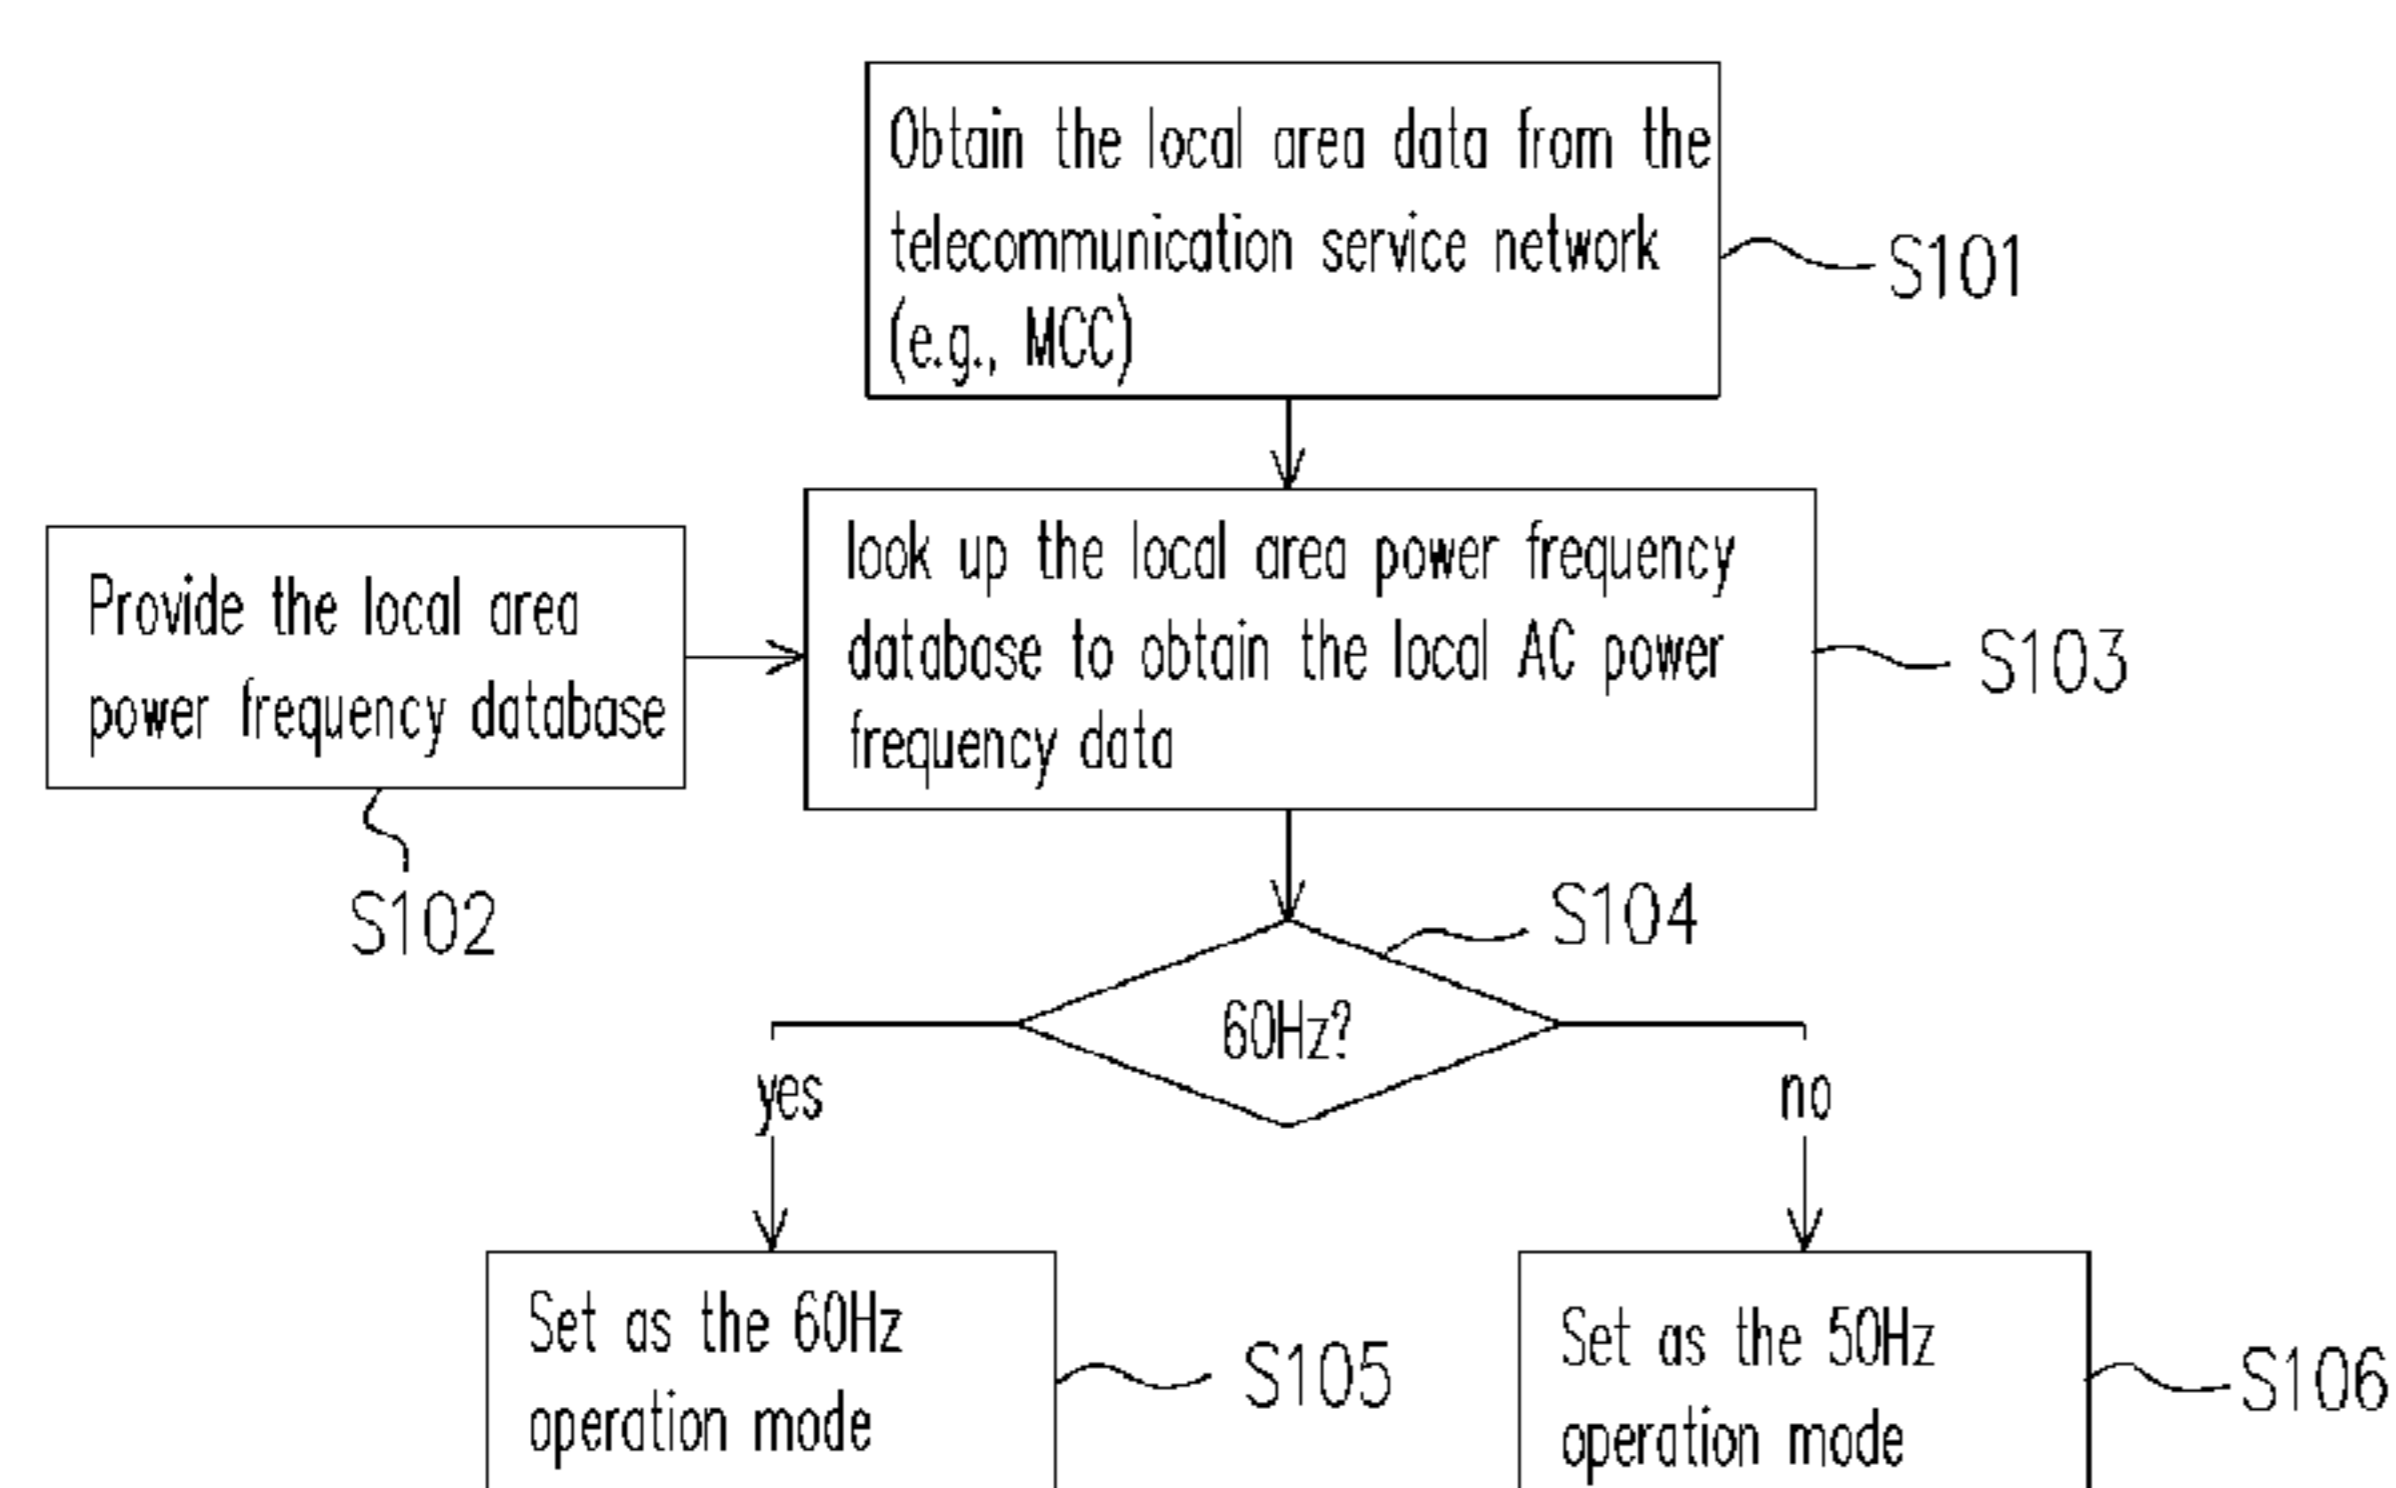 Obtain the local area data from the
telecommunication service network
(e.g., MCC)
S101
Provide the local area
power frequency database
S102
look up the local area power frequency
database to obtain the local AC power
frequency data
S103
S104
60Hz?
yes
no
Set as the 60Hz
operation mode
S105
Set as the 50Hz
operation mode
S106